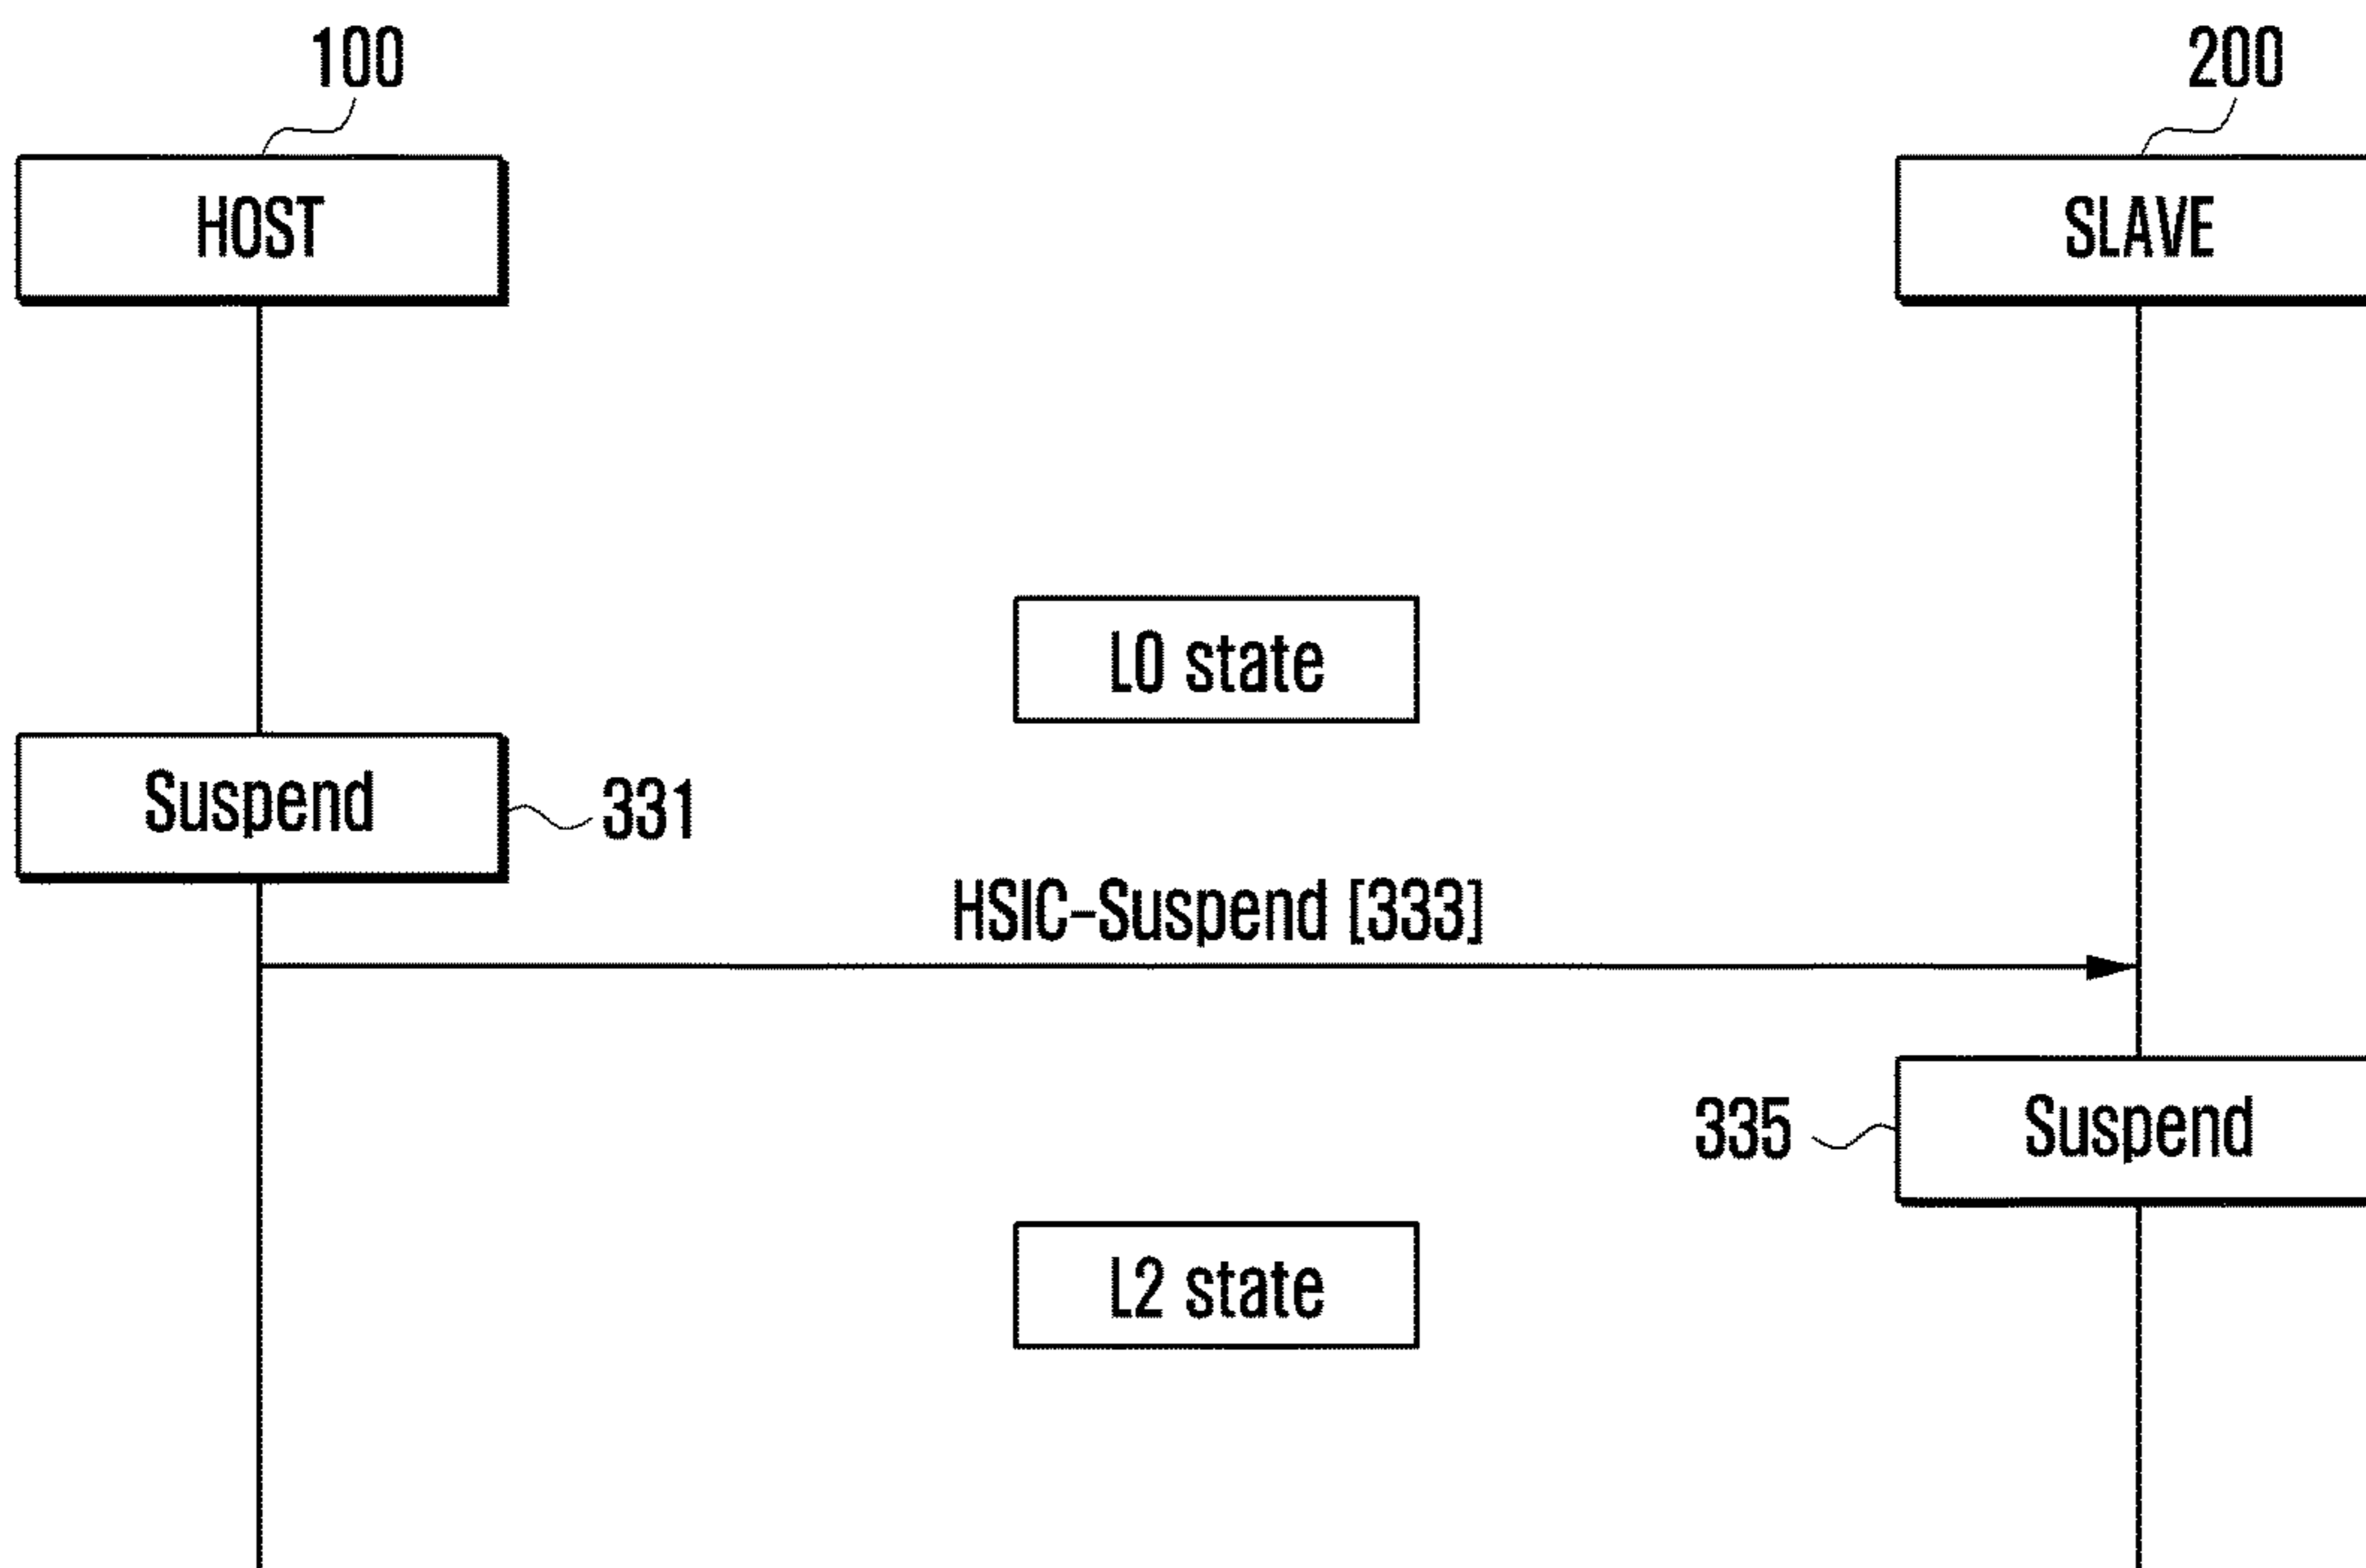 100
200
HOST
SLAVE
L0 state
Suspend
331
HSIC-Suspend [333]
335
Suspend
L2 state